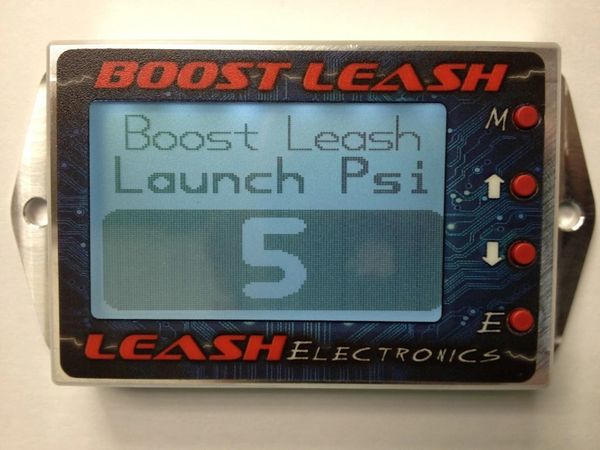 BOOST LEASH
Boost Leash
Launch Psi
5
M
E
LEASH ELECTRONICS